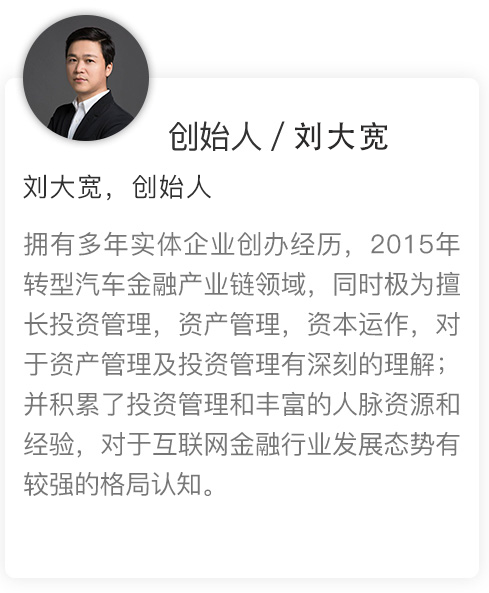 创始人 / 刘大宽
刘大宽，创始人
拥有多年实体企业创办经历，2015年
转型汽车金融产业链领域，同时极为擅
长投资管理，资产管理，资本运作，对
于资产管理及投资管理有深刻的理解；
并积累了投资管理和丰富的人脉资源和
经验，对于互联网金融行业发展态势有
较强的格局认知。